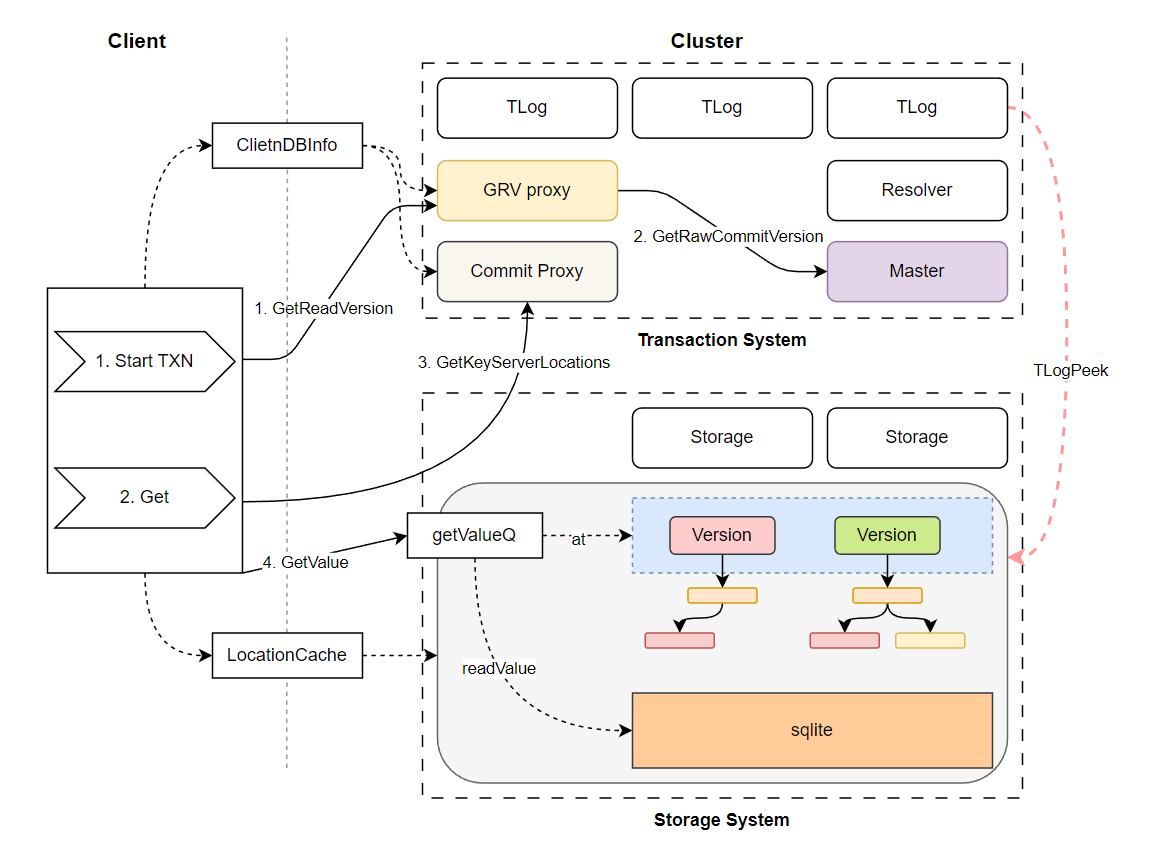 Client
Cluster
TLog
TLog
TLog
ClietnDBInfo
GRV proxy
Resolver
2. GetRawCommitVersion
Commit Proxy
Master
1. GetReadVersion
Transaction System
1. Start TXN
3. GetKeyServerLocations
TLogPeek
Storage
Storage
2. Get
getValueQ
at
Version
Version
4. GetValue
LocationCache
readValue
sqlite
Storage System